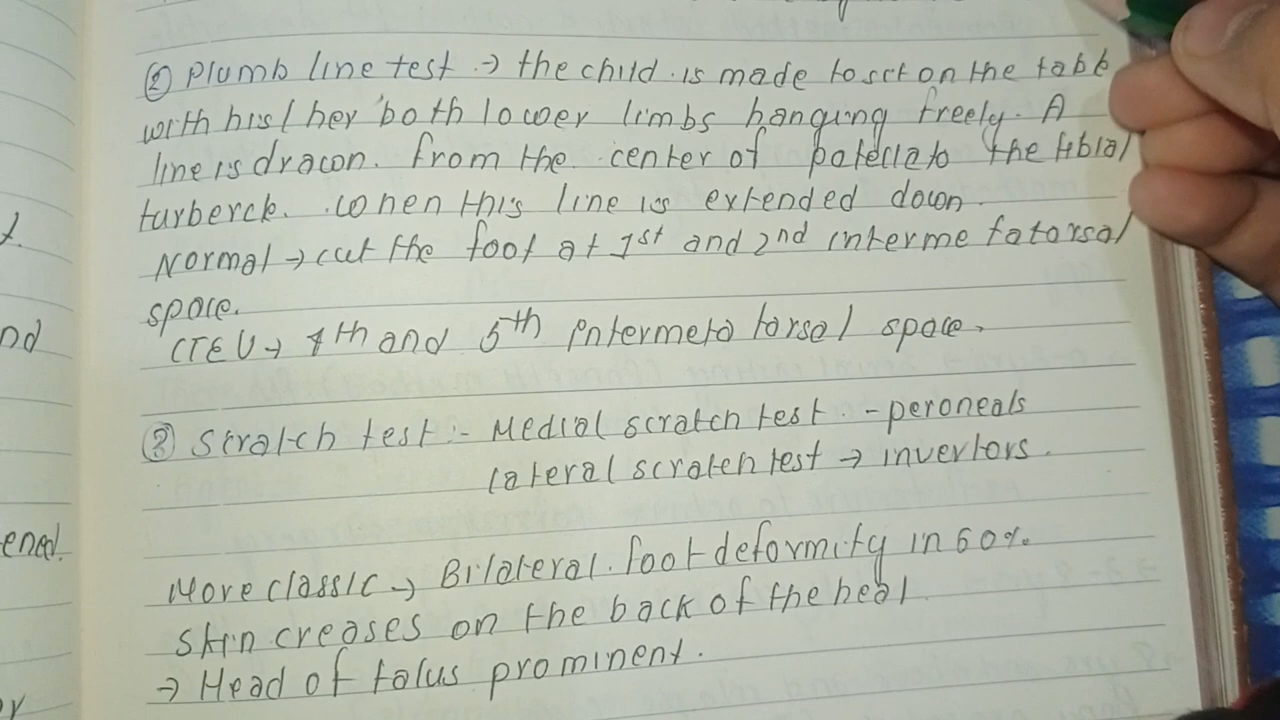 ② Plumb line test → the child is made to sit on the table
with his/her both lower limbs hanging freely. A
line is drawn. from the center of patella to the tibial
turberck. when this line is extended down.
Normal → cut the foot at 1st and 2nd intermetatarsal
space.
CTEV → 4th and 5th intermetatarsal space.
③ Scratch test :- Medial scratch test - peroneals
lateral scratch test → invertors.
More classic → Bilateral foot deformity in 60%.
skin creases on the back of the heal
→ Head of talus prominent.
t.
nd
ened.